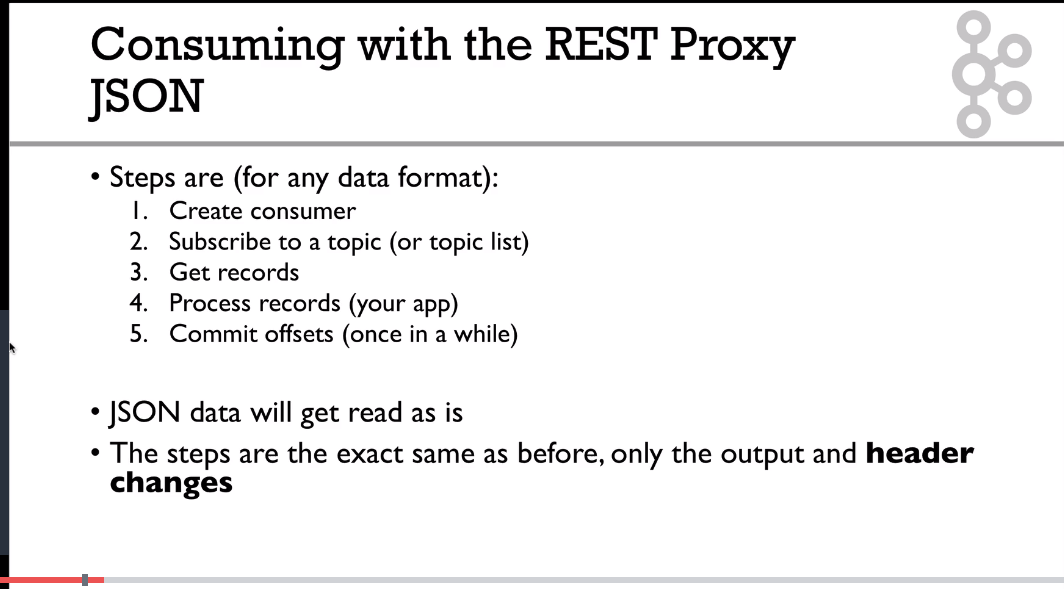 Consuming with the REST Proxy
JSON
• Steps are (for any data format):
1. Create consumer
2. Subscribe to a topic (or topic list)
3. Get records
4. Process records (your app)
5. Commit offsets (once in a while)
• JSON data will get read as is
• The steps are the exact same as before, only the output and header
changes